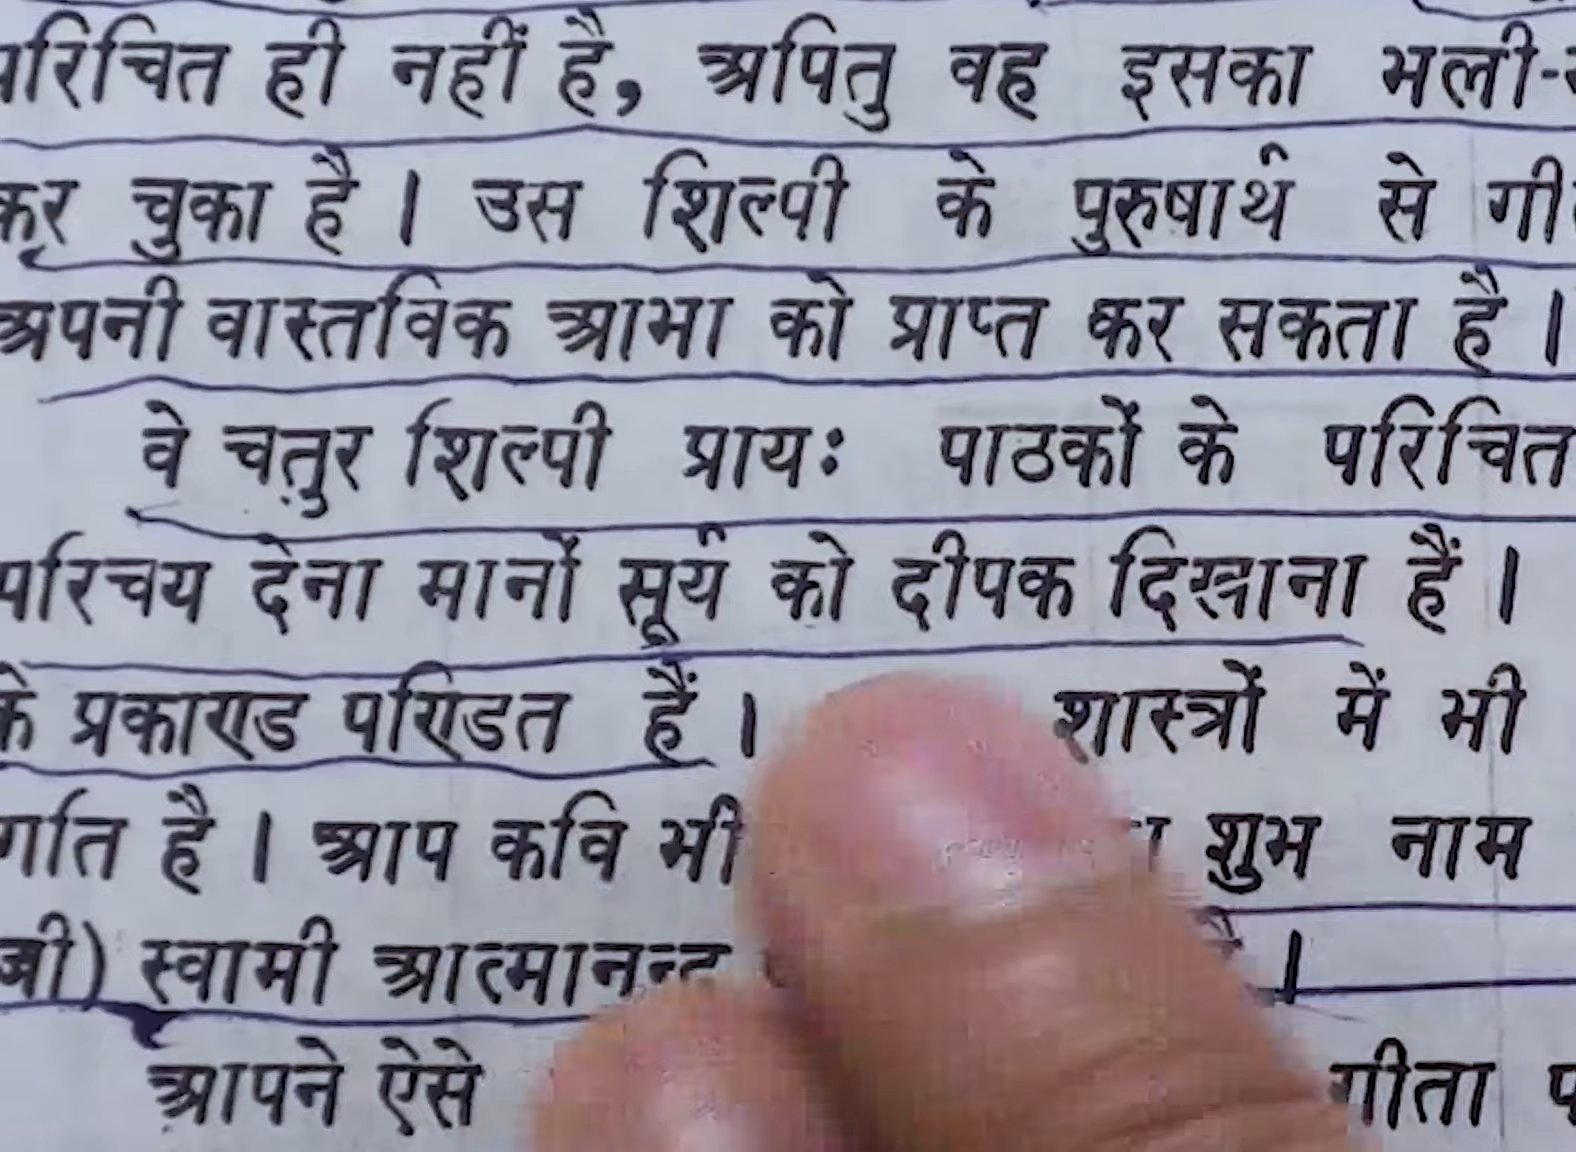 परिचित ही नहीं है, अपितु वह इसका भली-
कर चुका है । उस शिल्पी के पुरुषार्थ से
अपनी वास्तविक आभा को प्राप्त कर सकता है ।
वे चतुर शिल्पी प्रायः पाठकों के परिचित
परिचय देना मानों सूर्य को दीपक दिखाना हैं ।
के प्रकाण्ड पण्डित हैं । शास्त्रों में भी
गति है । आप कवि भी शुभ नाम
स्वामी आत्मानन्द है ।
आपने ऐसे गीता